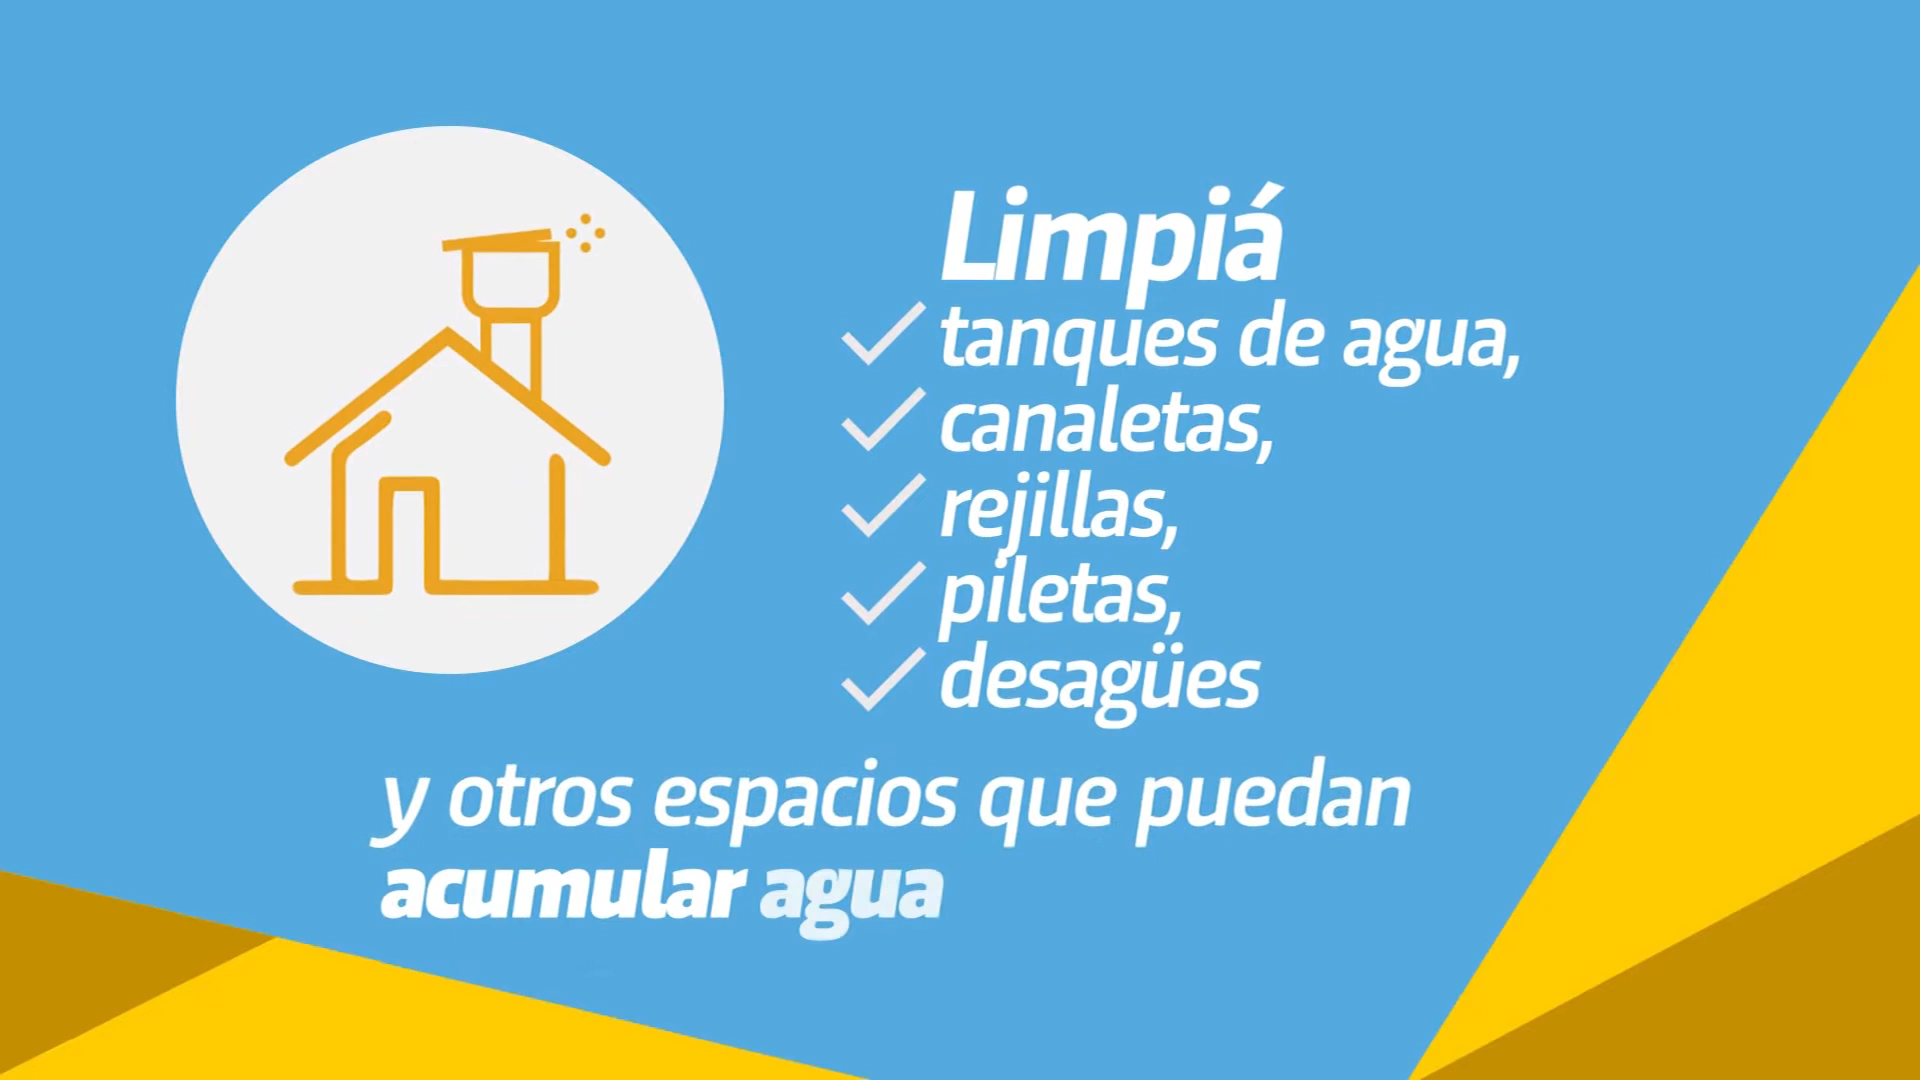 Limpiá
tanques de agua,
canaletas,
rejillas,
piletas,
desagües
y otros espacios que puedan
acumular agua